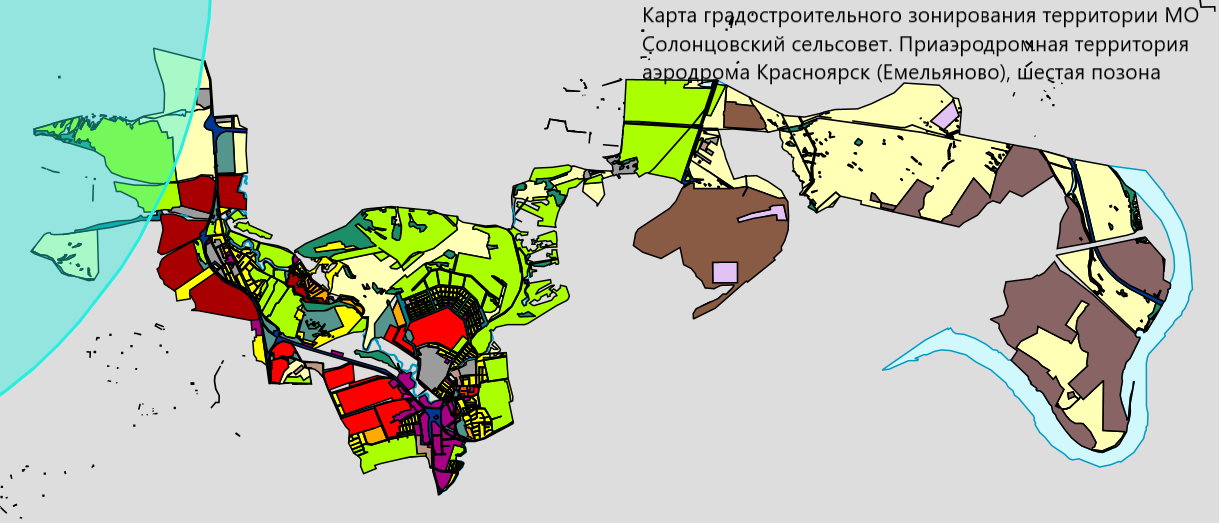 Карта градостроительного зонирования территории МО
Солонцовский сельсовет. Приаэродромная территория
аэродрома Красноярск (Емельяново), шестая позона